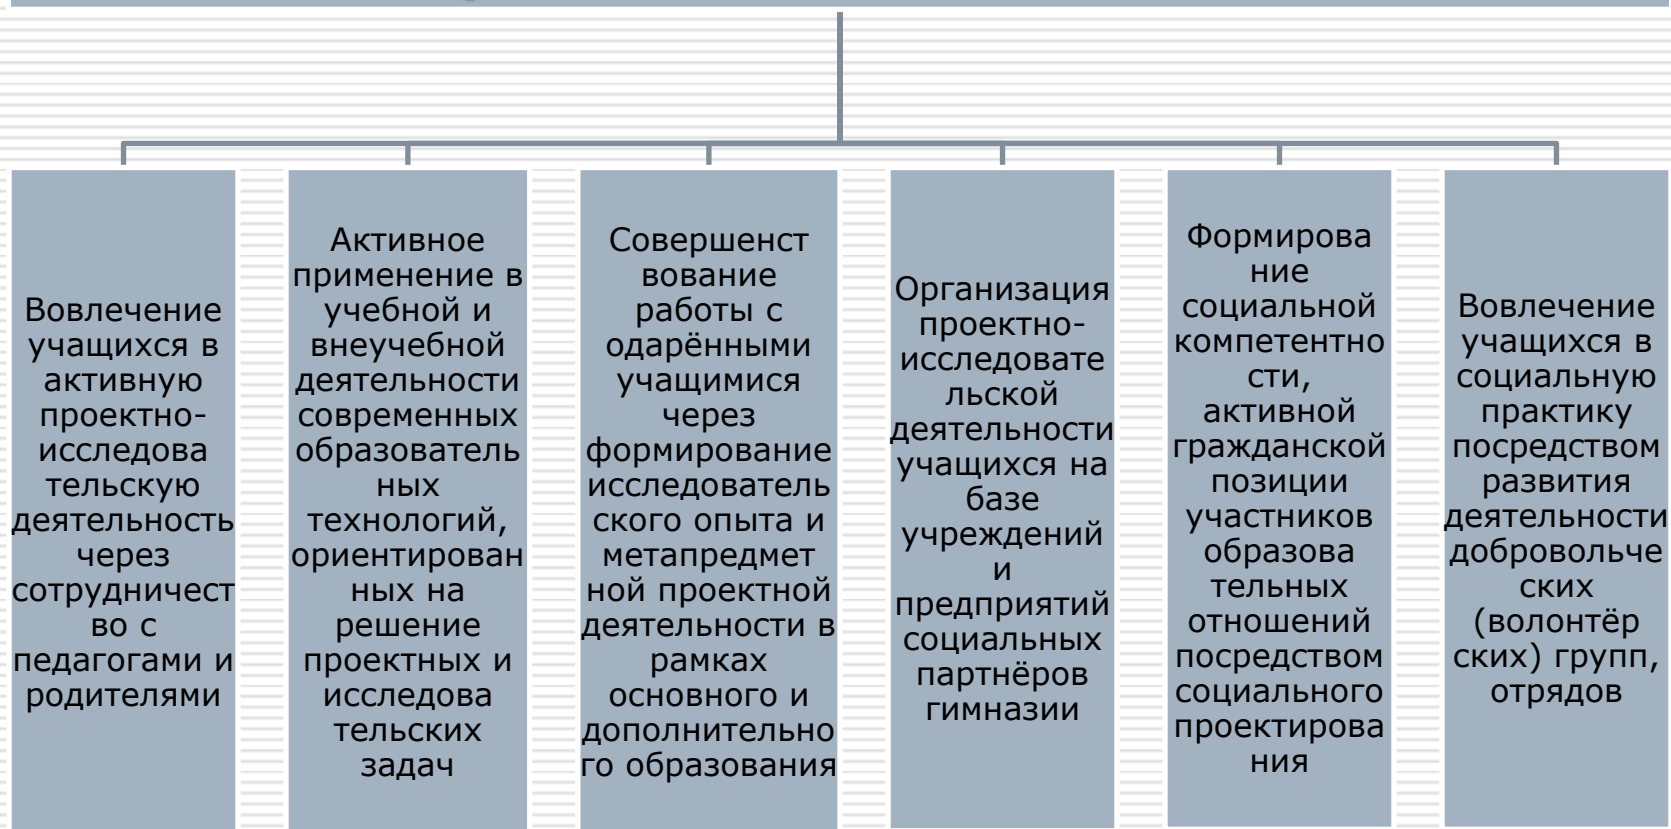 Вовлечение
учащихся в
активную
проектно-
исследова
тельскую
деятельность
через
сотрудничест
во с
педагогами и
родителями
Активное
применение в
учебной и
внеучебной
деятельности
современных
образователь
ных
технологий,
ориентирован
ных на
решение
проектных и
исследова
тельских
задач
Совершенст
вование
работы с
одарёнными
учащимися
через
формирование
исследователь
ского опыта и
метапредмет
ной проектной
деятельности в
рамках
основного и
дополнительно
го образования
Организация
проектно-
исследовате
льской
деятельности
учащихся на
базе
учреждений
и
предприятий
социальных
партнёров
гимназии
Формирова
ние
социальной
компетентно
сти,
активной
гражданской
позиции
участников
образова
тельных
отношений
посредством
социального
проектирова
ния
Вовлечение
учащихся в
социальную
практику
посредством
развития
деятельности
добровольче
ских
(волонтёр
ских) групп,
отрядов